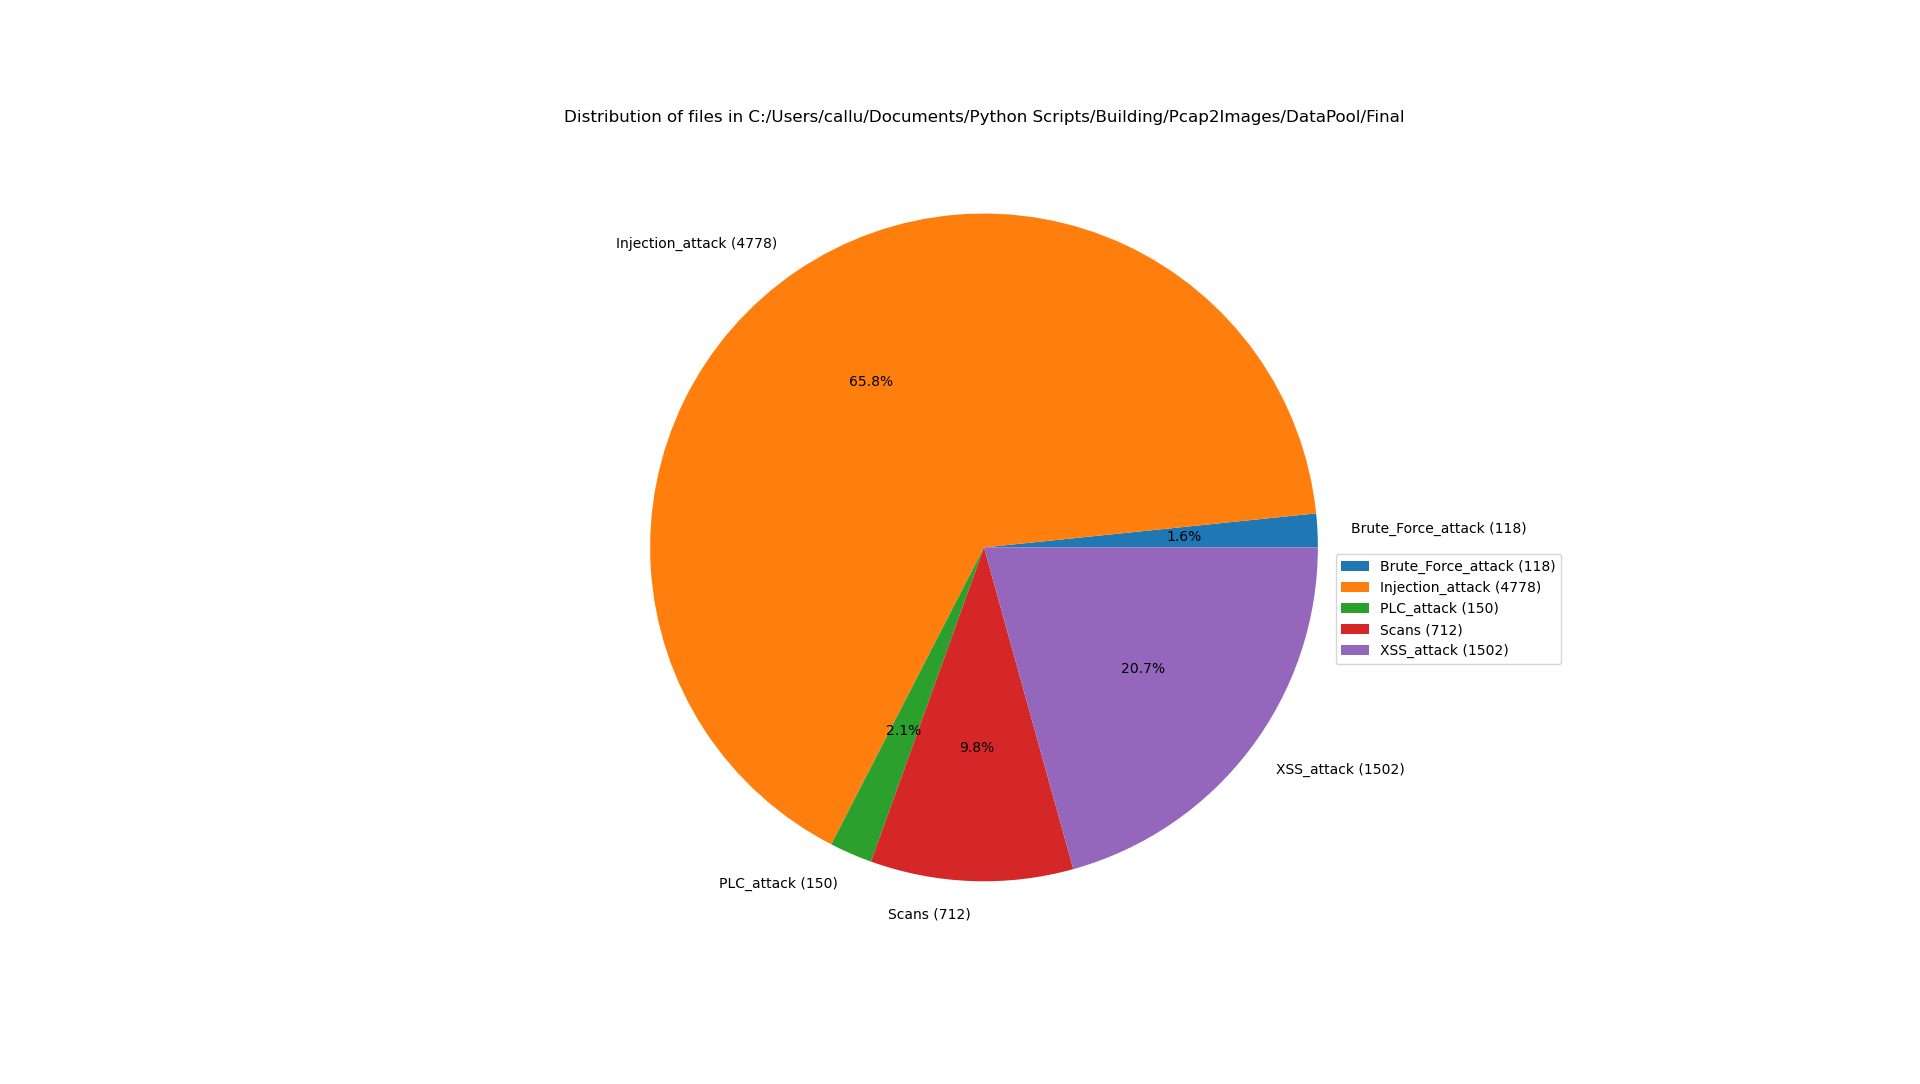 Distribution of files in C:/Users/callu/Documents/Python Scripts/Building/Pcap2Images/DataPool/Final
Injection_attack (4778)
65.8%
Brute_Force_attack (118)
1.6%
Brute_Force_attack (118)
Injection_attack (4778)
PLC_attack (150)
Scans (712)
XSS_attack (1502)
20.7%
2.1%
9.8%
XSS_attack (1502)
PLC_attack (150)
Scans (712)